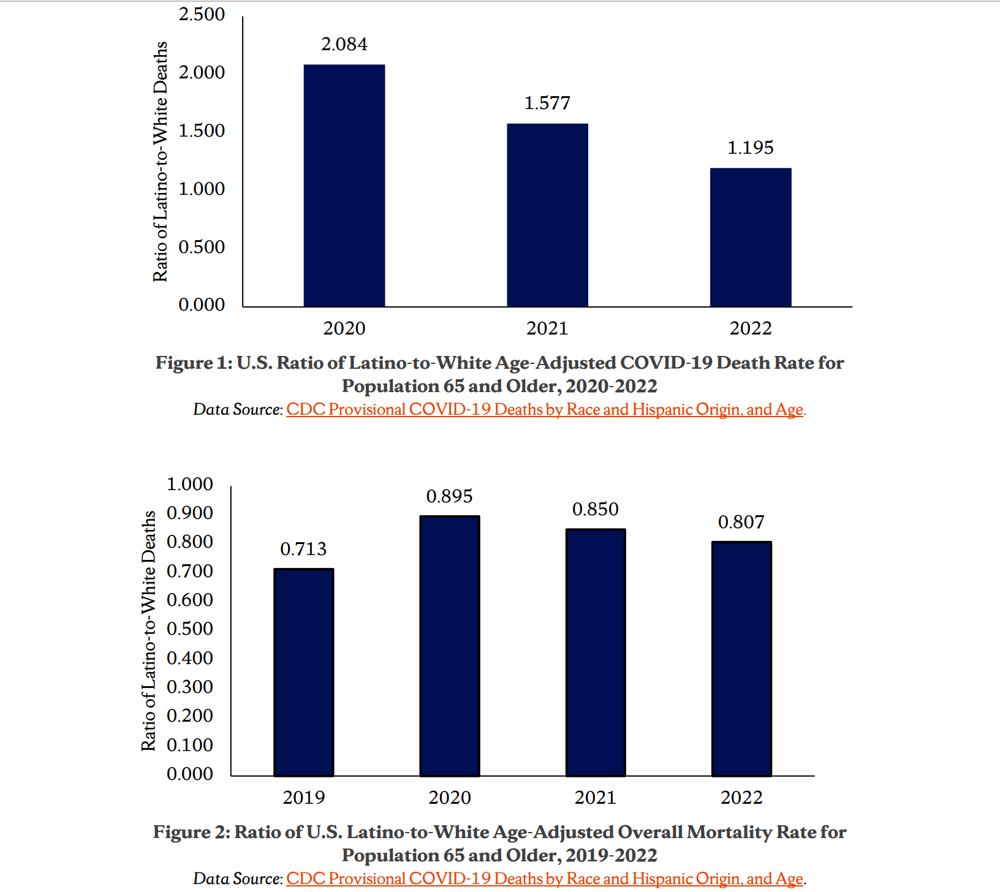 2.500
2.084
2.000
1.577
1.500
1.195
1.000
0.500
0.000
Ratio of Latino-to-White Deaths
2020 2021 2022
Figure 1: U.S. Ratio of Latino-to-White Age-Adjusted COVID-19 Death Rate for
Population 65 and Older, 2020-2022
Data Source: CDC Provisional COVID-19 Deaths by Race and Hispanic Origin, and Age.
1.000
0.895
0.900
0.850
0.807
0.800
0.713
0.700
0.600
0.500
0.400
0.300
0.200
0.100
0.000
Ratio of Latino-to-White Deaths
2019 2020 2021 2022
Figure 2: Ratio of U.S. Latino-to-White Age-Adjusted Overall Mortality Rate for
Population 65 and Older, 2019-2022
Data Source: CDC Provisional COVID-19 Deaths by Race and Hispanic Origin, and Age.